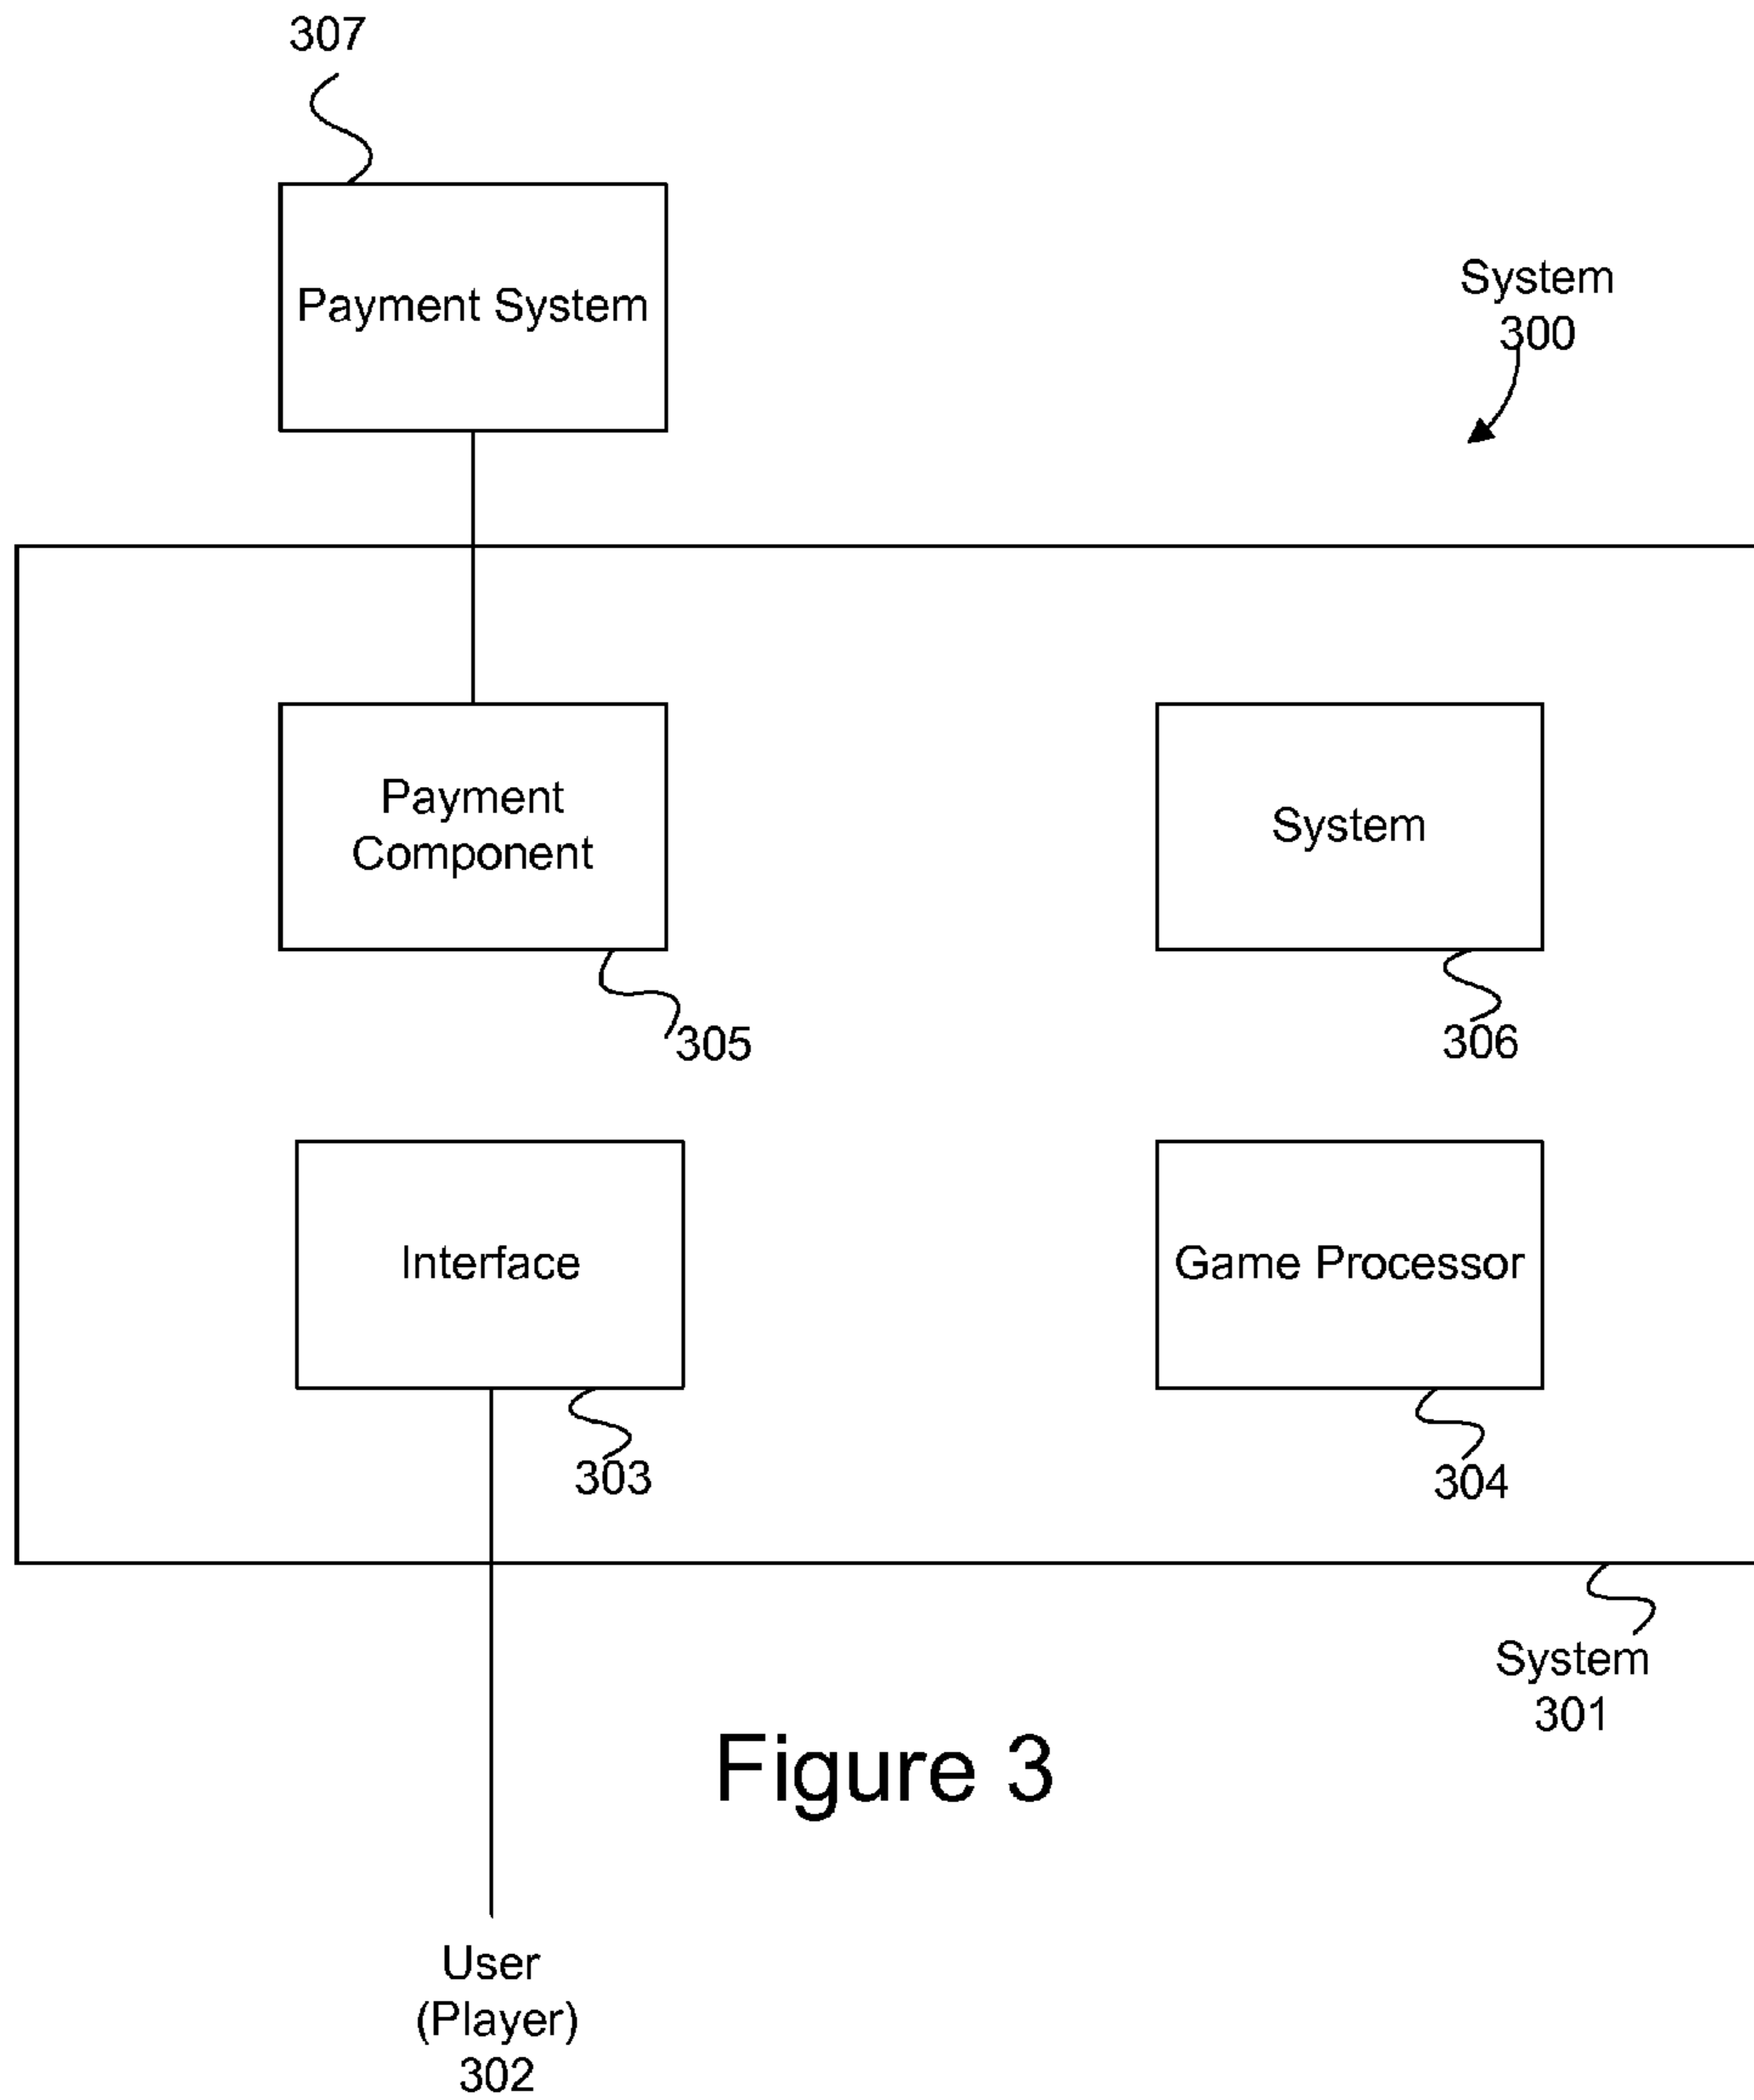 307
Payment System
System
300
Payment
Component
System
305
306
Interface
Game Processor
303
304
System
301
Figure 3
User
(Player)
302